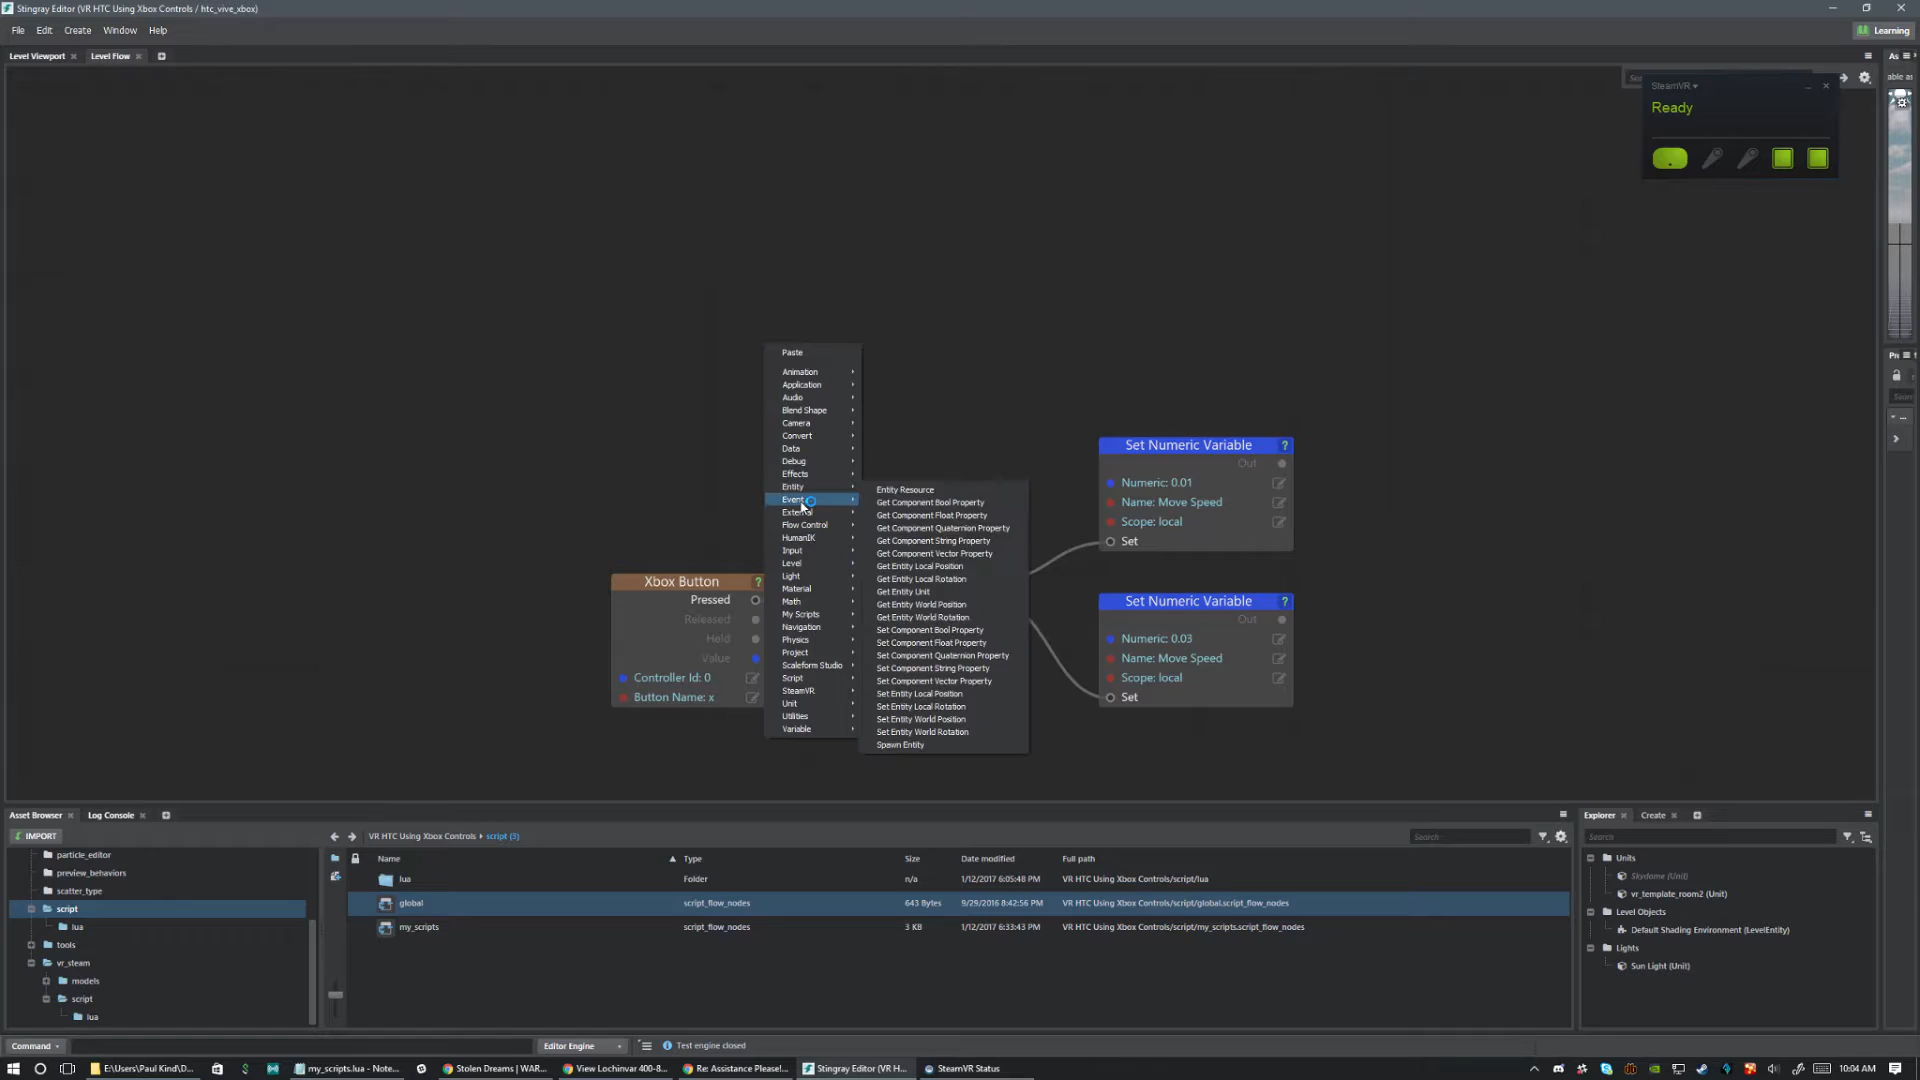 Stingray Editor (VR HTC Using Xbox Controls / htc_vive_xbox)
File Edit Create Window Help
Learning
Level Viewport Level Flow
As
able as
SteamVR
Ready
Paste
Animation
Application
Audio
Blend Shape
Camera
Convert
Data
Debug
Effects
Entity
Event
External
Flow Control
HumanIK
Input
Level
Light
Material
Math
My Scripts
Navigation
Physics
Project
Scaleform Studio
Script
SteamVR
Unit
Utilities
Variable
Entity Resource
Get Component Bool Property
Get Component Float Property
Get Component Quaternion Property
Get Component String Property
Get Component Vector Property
Get Entity Local Position
Get Entity Local Rotation
Get Entity Unit
Get Entity World Position
Get Entity World Rotation
Set Component Bool Property
Set Component Float Property
Set Component Quaternion Property
Set Component String Property
Set Component Vector Property
Set Entity Local Position
Set Entity Local Rotation
Set Entity World Position
Set Entity World Rotation
Spawn Entity
Xbox Button ?
Pressed
Released
Held
Value
Controller Id: 0
Button Name: x
Set Numeric Variable ?
Out
Numeric: 0.01
Name: Move Speed
Scope: local
Set
Set Numeric Variable ?
Out
Numeric: 0.03
Name: Move Speed
Scope: local
Set
Asset Browser Log Console
IMPORT
VR HTC Using Xbox Controls script (3)
Search
particle_editor
preview_behaviors
scatter_type
script
lua
tools
vr_steam
models
script
lua
Name Type Size Date modified Full path
lua Folder n/a 1/12/2017 6:05:48 PM VR HTC Using Xbox Controls/script/lua
global script_flow_nodes 643 Bytes 9/29/2016 8:42:56 PM VR HTC Using Xbox Controls/script/global.script_flow_nodes
my_scripts script_flow_nodes 3 KB 1/12/2017 6:33:43 PM VR HTC Using Xbox Controls/script/my_scripts.script_flow_nodes
Explorer Create
Search
Units
Skydome (Unit)
vr_template_room2 (Unit)
Level Objects
Default Shading Environment (LevelEntity)
Lights
Sun Light (Unit)
Command Editor Engine Test engine closed
E:\Users\Paul Kind\D... my_scripts.lua - Note... Stolen Dreams | WAR... View Lochinvar 400-8... Re: Assistance Please!... Stingray Editor (VR H... SteamVR Status 10:04 AM